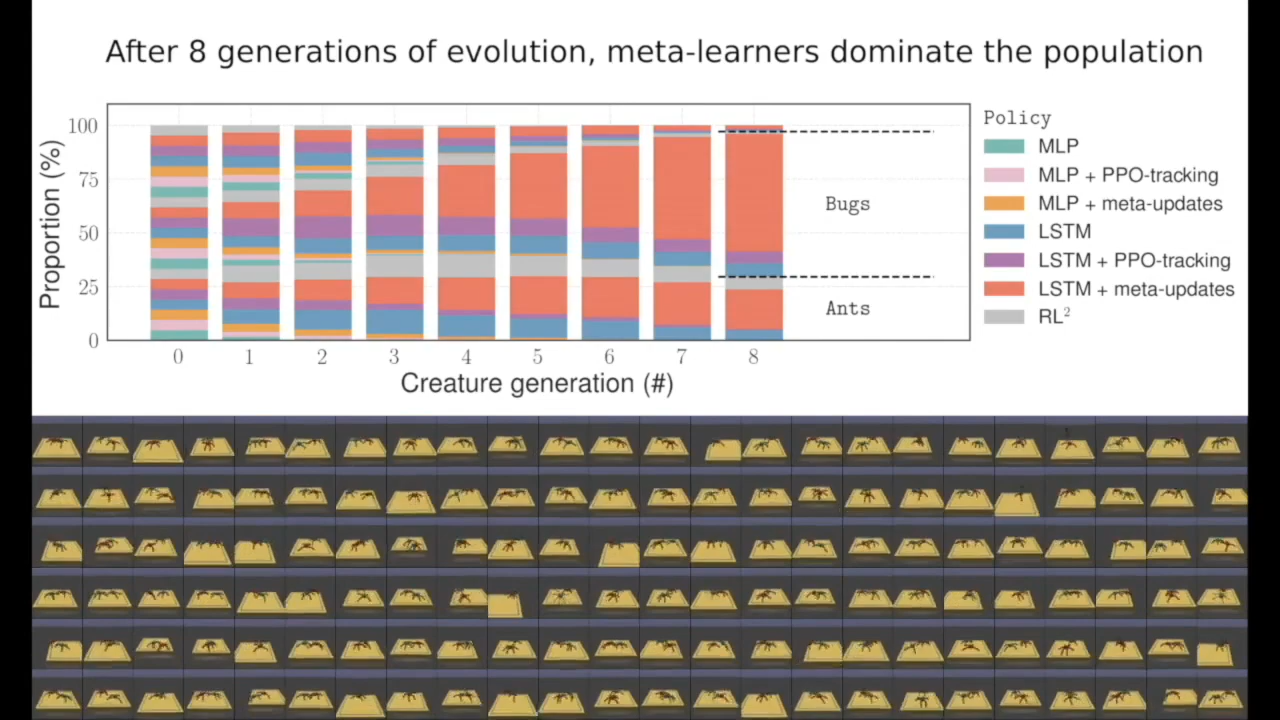 After 8 generations of evolution, meta-learners dominate the population
Proportion (%)
100
75
50
25
0
0 1 2 3 4 5 6 7 8
Creature generation (#)
Bugs
Ants
Policy
MLP
MLP + PPO-tracking
MLP + meta-updates
LSTM
LSTM + PPO-tracking
LSTM + meta-updates
RL²